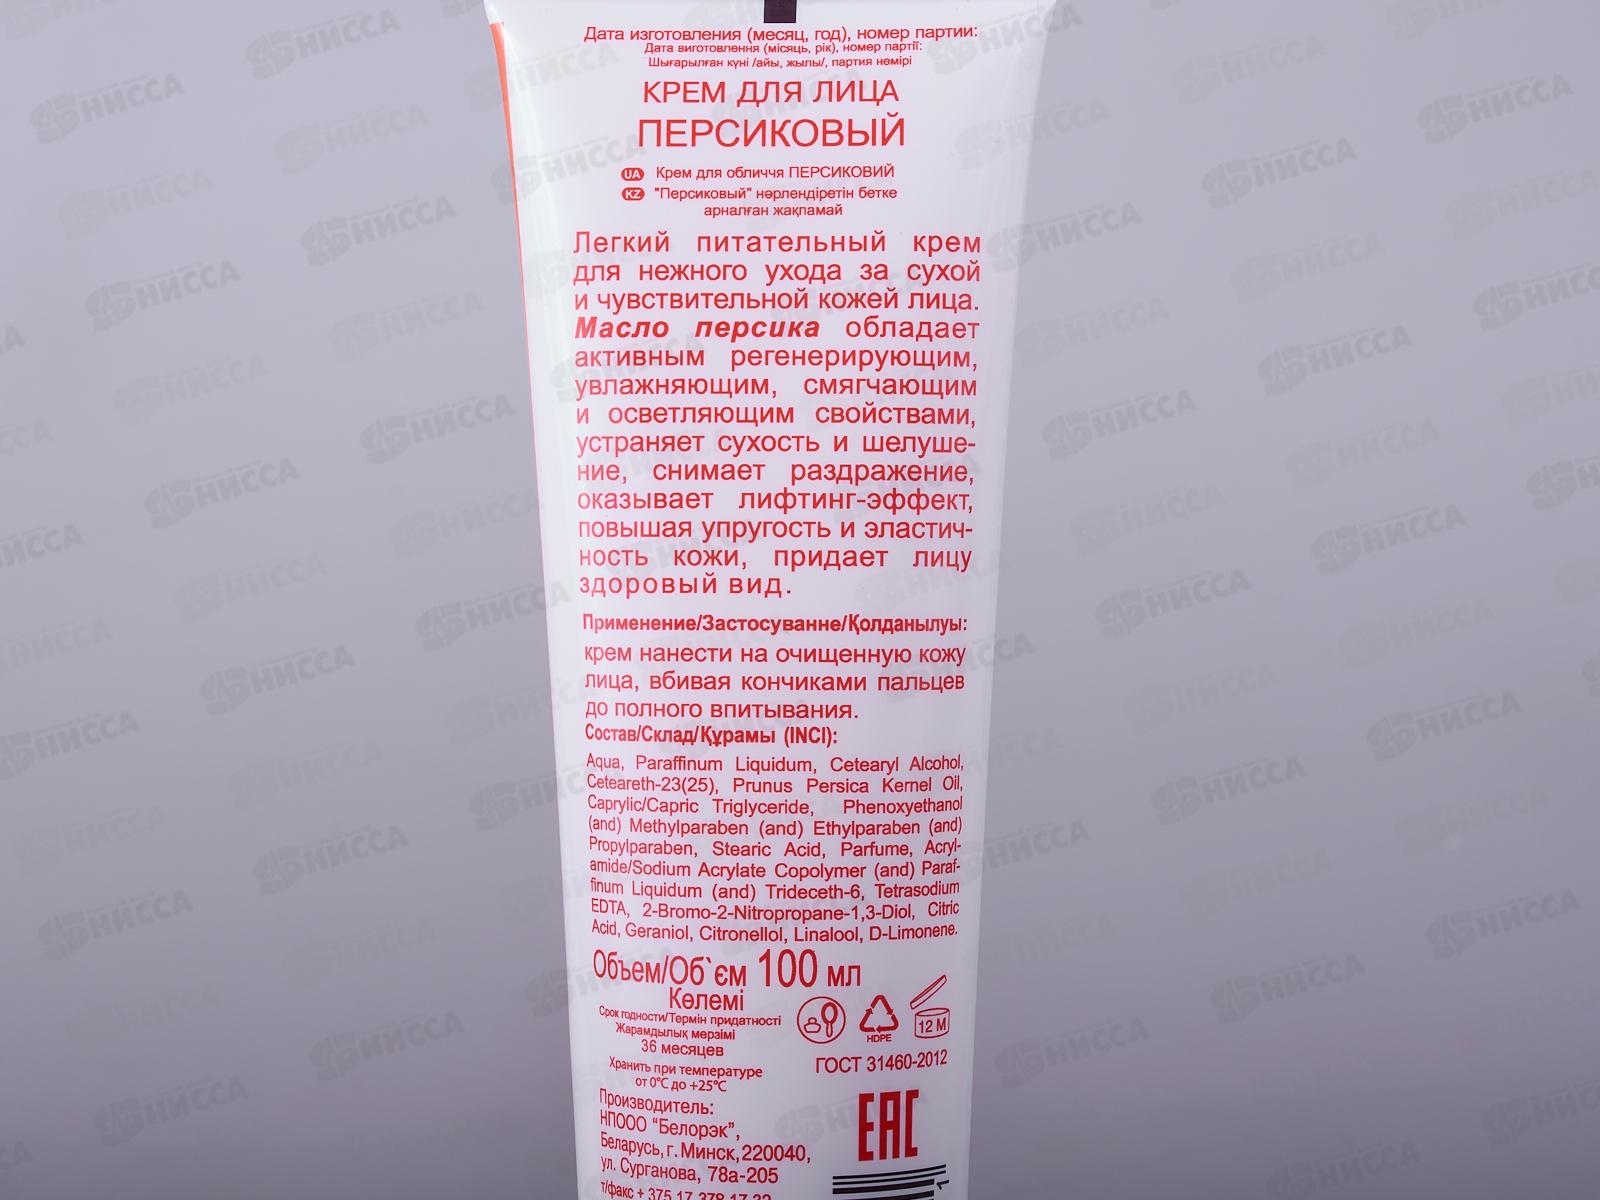 Дата изготовления (месяц, год), номер партии:
Дата виготовлення (місяць, рік), номер партії:
Шығарылған күні /айы, жылы/, партия нөмірі
КРЕМ ДЛЯ ЛИЦА
ПЕРСИКОВЫЙ
UA Крем для обличчя ПЕРСИКОВИЙ
KZ "Персиковый" нәрлендіретін бетке
арналған жақпамай
Легкий питательный крем
для нежного ухода за сухой
и чувствительной кожей лица.
Масло персика обладает
активным регенерирующим,
увлажняющим, смягчающим
и осветляющим свойствами,
устраняет сухость и шелуше-
ние, снимает раздражение,
оказывает лифтинг-эффект,
повышая упругость и эластич-
ность кожи, придает лицу
здоровый вид.
Применение/Застосуванне/Қолданылуы:
крем нанести на очищенную кожу
лица, вбивая кончиками пальцев
до полного впитывания.
Состав/Склад/Құрамы (INCI):
Aqua, Paraffinum Liquidum, Cetearyl Alcohol,
Ceteareth-23(25), Prunus Persica Kernel Oil,
Caprylic/Capric Triglyceride, Phenoxyethanol
(and) Methylparaben (and) Ethylparaben (and)
Propylparaben, Stearic Acid, Parfume, Acryl-
amide/Sodium Acrylate Copolymer (and) Paraf-
finum Liquidum (and) Trideceth-6, Tetrasodium
EDTA, 2-Bromo-2-Nitropropane-1,3-Diol, Citric
Acid, Geraniol, Citronellol, Linalool, D-Limonene.
Объем/Об`єм 100 мл
Көлемі
Срок годности/Термін придатності
Жарамдылық мерзімі
36 месяцев
Хранить при температуре
от 0°С до +25°С
HDPE
12 M
ГОСТ 31460-2012
EAC
Производитель:
НПООО “Белорэк”,
Беларусь, г. Минск, 220040,
ул. Сурганова, 78а-205
т/факс + 375 17 378 17 32
НИССА